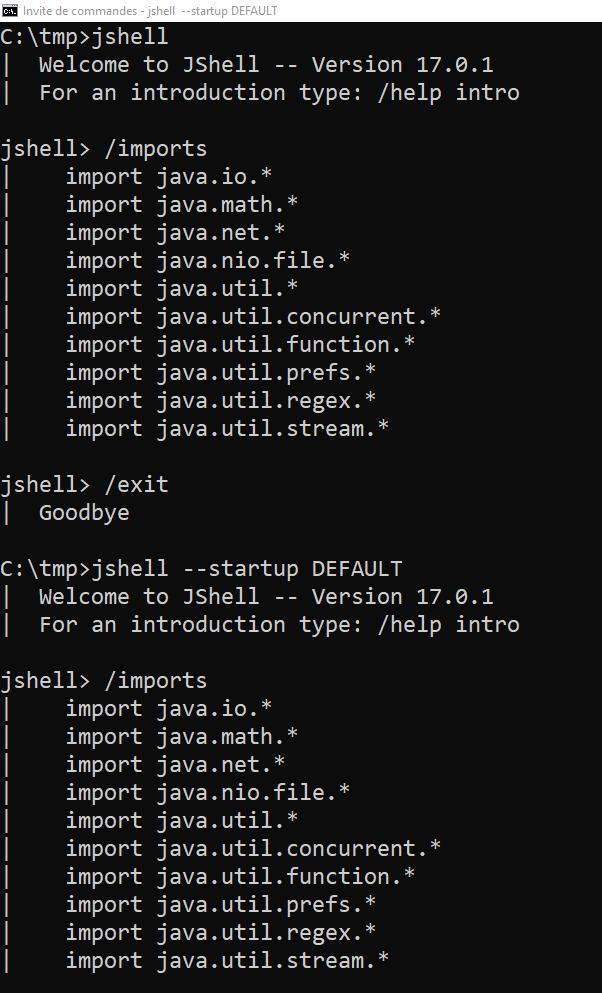 Invite de commandes - jshell --startup DEFAULT
C:\tmp>jshell
|  Welcome to JShell -- Version 17.0.1
|  For an introduction type: /help intro

jshell> /imports
|    import java.io.*
|    import java.math.*
|    import java.net.*
|    import java.nio.file.*
|    import java.util.*
|    import java.util.concurrent.*
|    import java.util.function.*
|    import java.util.prefs.*
|    import java.util.regex.*
|    import java.util.stream.*

jshell> /exit
|  Goodbye

C:\tmp>jshell --startup DEFAULT
|  Welcome to JShell -- Version 17.0.1
|  For an introduction type: /help intro

jshell> /imports
|    import java.io.*
|    import java.math.*
|    import java.net.*
|    import java.nio.file.*
|    import java.util.*
|    import java.util.concurrent.*
|    import java.util.function.*
|    import java.util.prefs.*
|    import java.util.regex.*
|    import java.util.stream.*